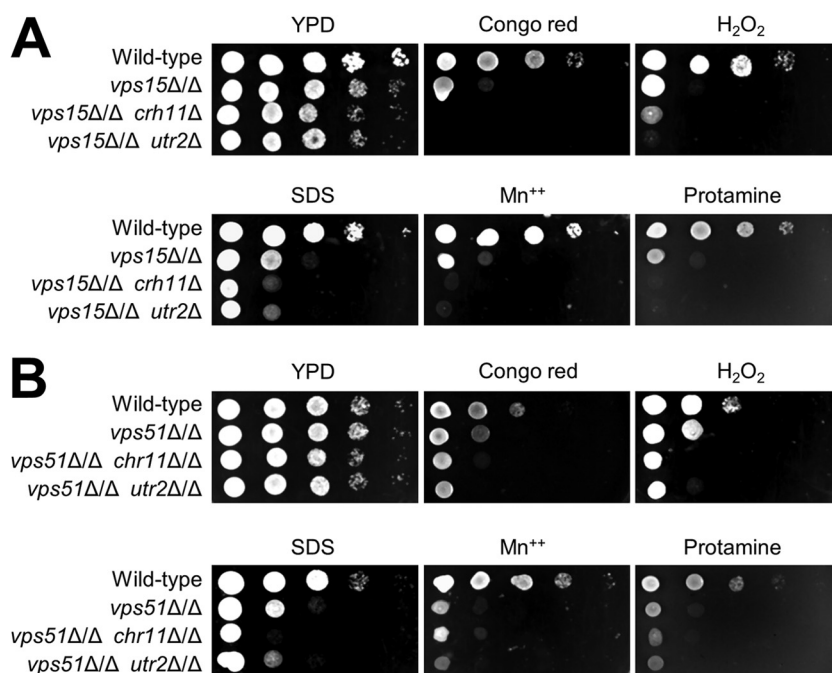 A
YPD Congo red H₂O₂
Wild-type
vps15Δ/Δ
vps15Δ/Δ crh11Δ
vps15Δ/Δ utr2Δ
SDS Mn⁺⁺ Protamine
Wild-type
vps15Δ/Δ
vps15Δ/Δ crh11Δ
vps15Δ/Δ utr2Δ
B
YPD Congo red H₂O₂
Wild-type
vps51Δ/Δ
vps51Δ/Δ chr11Δ/Δ
vps51Δ/Δ utr2Δ/Δ
SDS Mn⁺⁺ Protamine
Wild-type
vps51Δ/Δ
vps51Δ/Δ chr11Δ/Δ
vps51Δ/Δ utr2Δ/Δ